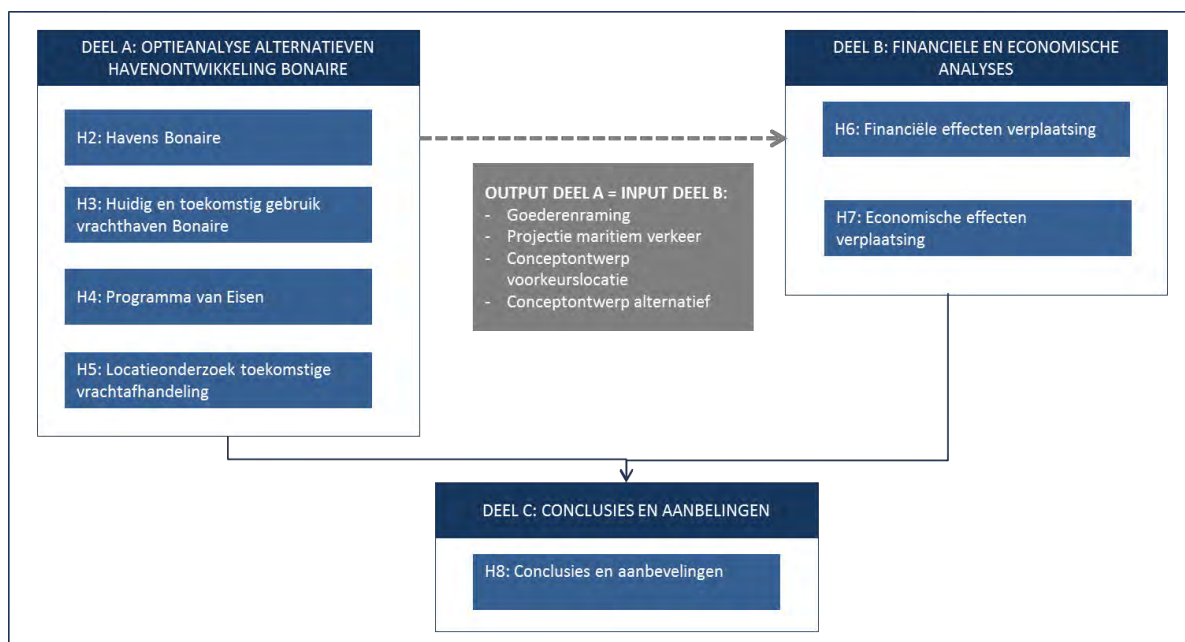 DEEL A: OPTIEANALYSE ALTERNATIEVEN
HAVENONTWIKKELING BONAIRE
H2: Havens Bonaire
H3: Huidig en toekomstig gebruik
vrachthaven Bonaire
H4: Programma van Eisen
H5: Locatieonderzoek toekomstige
vrachtafhandeling
OUTPUT DEEL A = INPUT DEEL B:
- Goederenraming
- Projectie maritiem verkeer
- Conceptontwerp
voorkeurslocatie
- Conceptontwerp alternatief
DEEL B: FINANCIELE EN ECONOMISCHE
ANALYSES
H6: Financiële effecten verplaatsing
H7: Economische effecten
verplaatsing
DEEL C: CONCLUSIES EN AANBELINGEN
H8: Conclusies en aanbevelingen